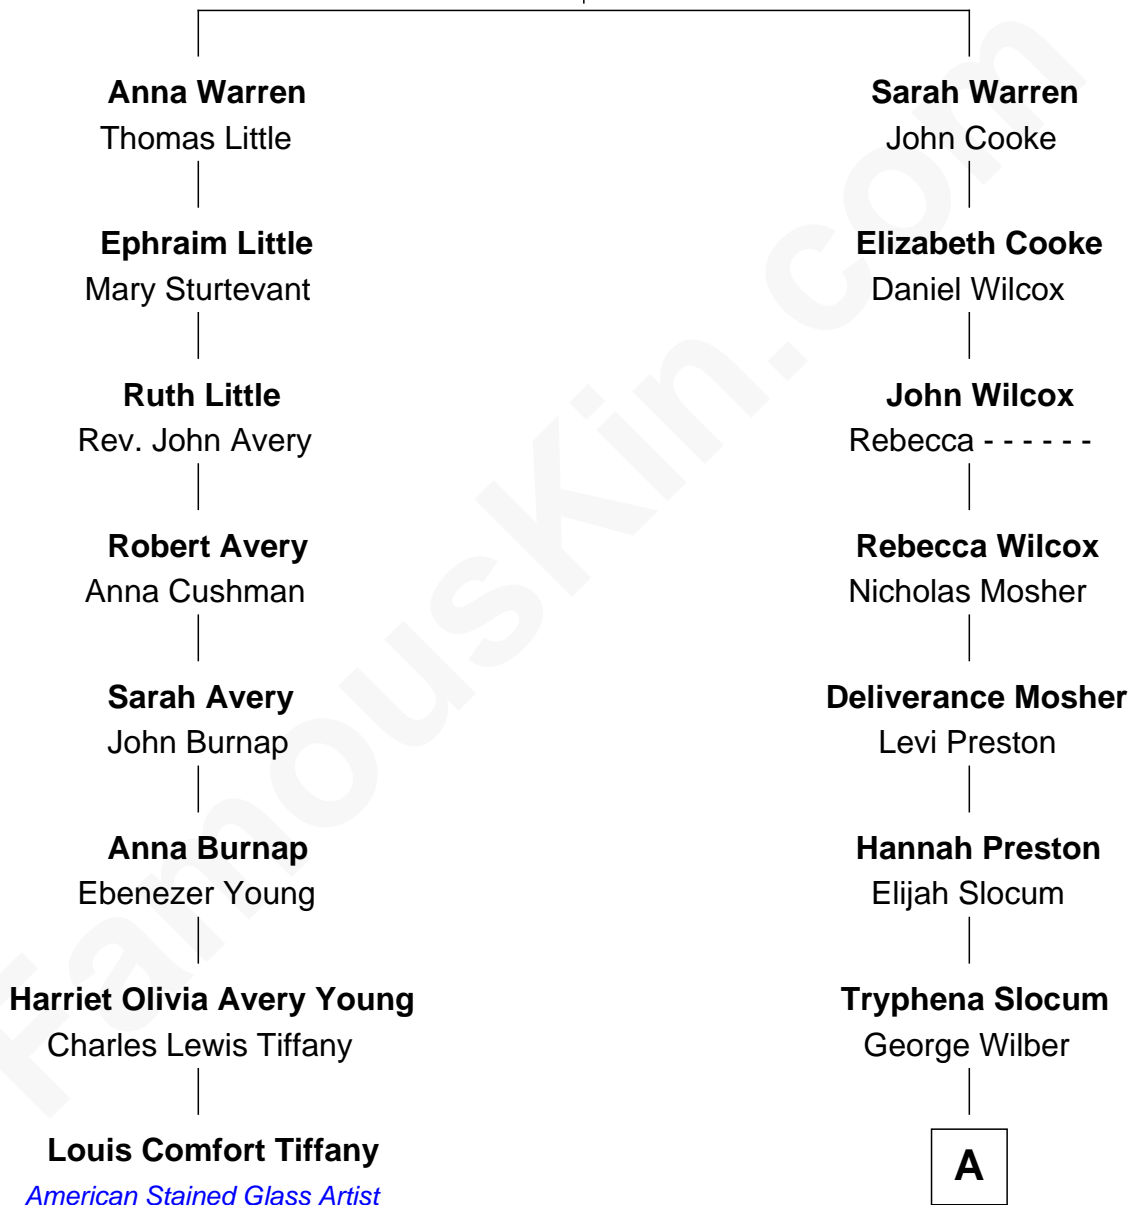 Anna Warren
Thomas Little
Ephraim Little
Mary Sturtevant
Ruth Little
Rev. John Avery
Robert Avery
Anna Cushman
Sarah Avery
John Burnap
Anna Burnap
Ebenezer Young
Harriet Olivia Avery Young
Charles Lewis Tiffany
Louis Comfort Tiffany
American Stained Glass Artist
Sarah Warren
John Cooke
Elizabeth Cooke
Daniel Wilcox
John Wilcox
Rebecca - - - - - -
Rebecca Wilcox
Nicholas Mosher
Deliverance Mosher
Levi Preston
Hannah Preston
Elijah Slocum
Tryphena Slocum
George Wilber
A
FamousKin.com